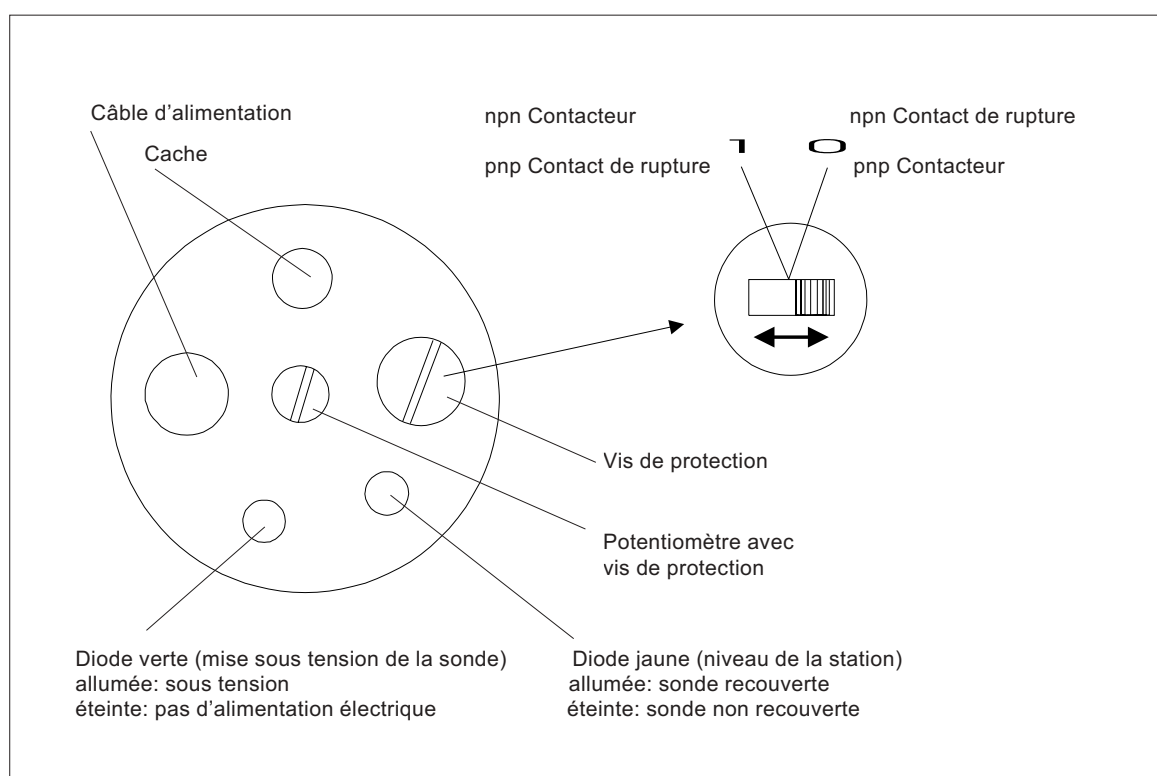 Câble d'alimentation
Cache
npn Contacteur
pnp Contact de rupture
npn Contact de rupture
pnp Contacteur
Vis de protection
Potentiomètre avec
vis de protection
Diode verte (mise sous tension de la sonde)
allumée: sous tension
éteinte: pas d'alimentation électrique
Diode jaune (niveau de la station)
allumée: sonde recouverte
éteinte: sonde non recouverte